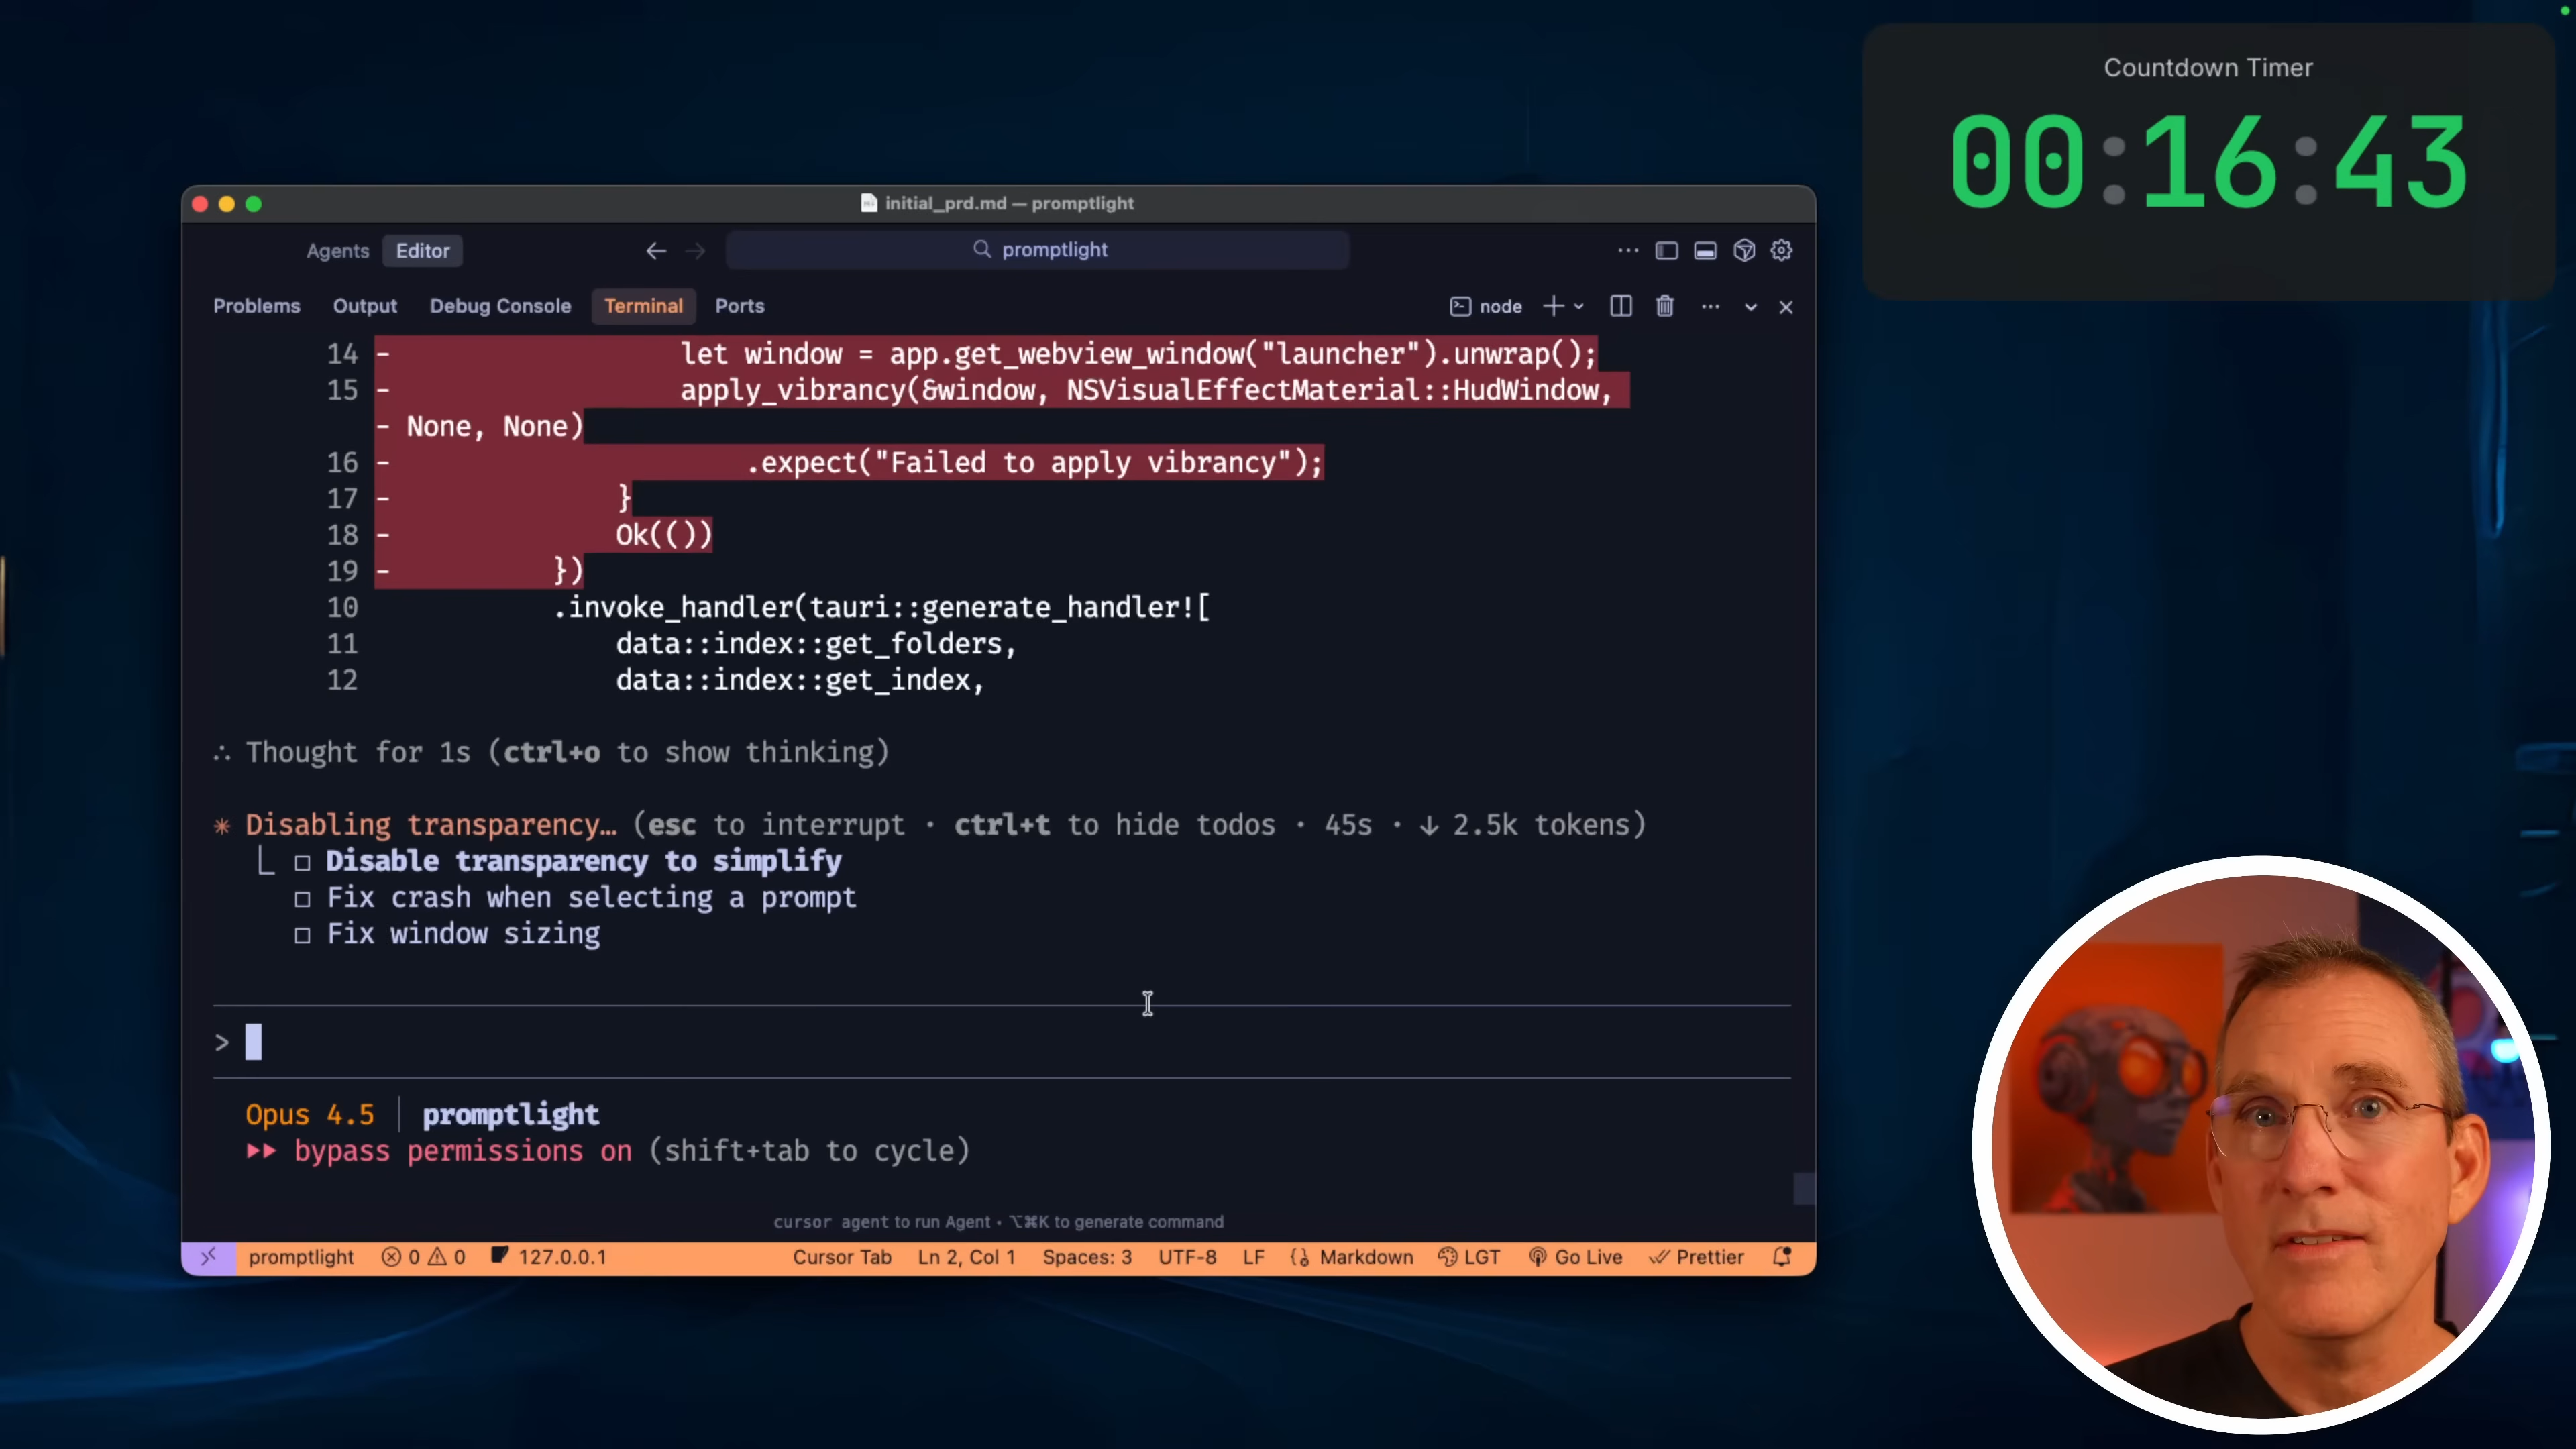 Countdown Timer
00:16:43
initial_prd.md — promptlight
Agents Editor promptlight
Problems Output Debug Console Terminal Ports node
14 - let window = app.get_webview_window("launcher").unwrap();
15 - apply_vibrancy(&window, NSVisualEffectMaterial::HudWindow,
- None, None)
16 - .expect("Failed to apply vibrancy");
17 - }
18 - Ok(())
19 - })
10 .invoke_handler(tauri::generate_handler![
11 data::index::get_folders,
12 data::index::get_index,
∴ Thought for 1s (ctrl+o to show thinking)
✳ Disabling transparency… (esc to interrupt · ctrl+t to hide todos · 45s · ↓ 2.5k tokens)
⎿ ☐ Disable transparency to simplify
☐ Fix crash when selecting a prompt
☐ Fix window sizing
>
Opus 4.5 │ promptlight
▸▸ bypass permissions on (shift+tab to cycle)
cursor agent to run Agent • ⌥⌘K to generate command
promptlight 0 0 127.0.0.1 Cursor Tab Ln 2, Col 1 Spaces: 3 UTF-8 LF Markdown LGT Go Live Prettier